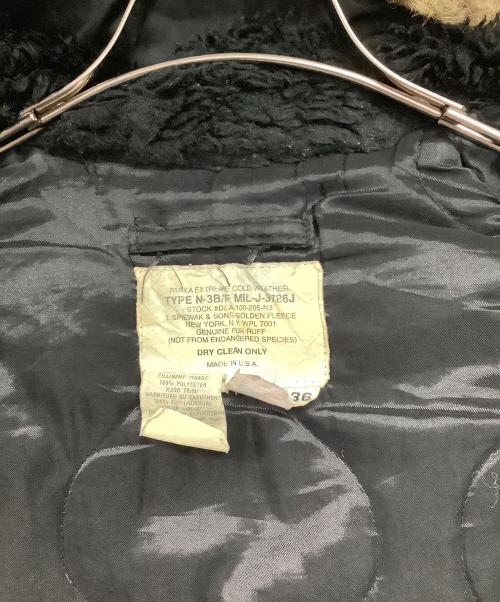 PARKA EXTREME COLD WEATHER
TYPE N-3B/F MIL-J-3786J
STOCK #DSA-100-295-N3
I. SPIEWAK & SONS-GOLDEN FLEECE
NEW YORK, N.Y. WPL 7001
GENUINE FUR RUFF
(NOT FROM ENDANGERED SPECIES)
DRY CLEAN ONLY
MADE IN U.S.A.
36
100% POLYESTER